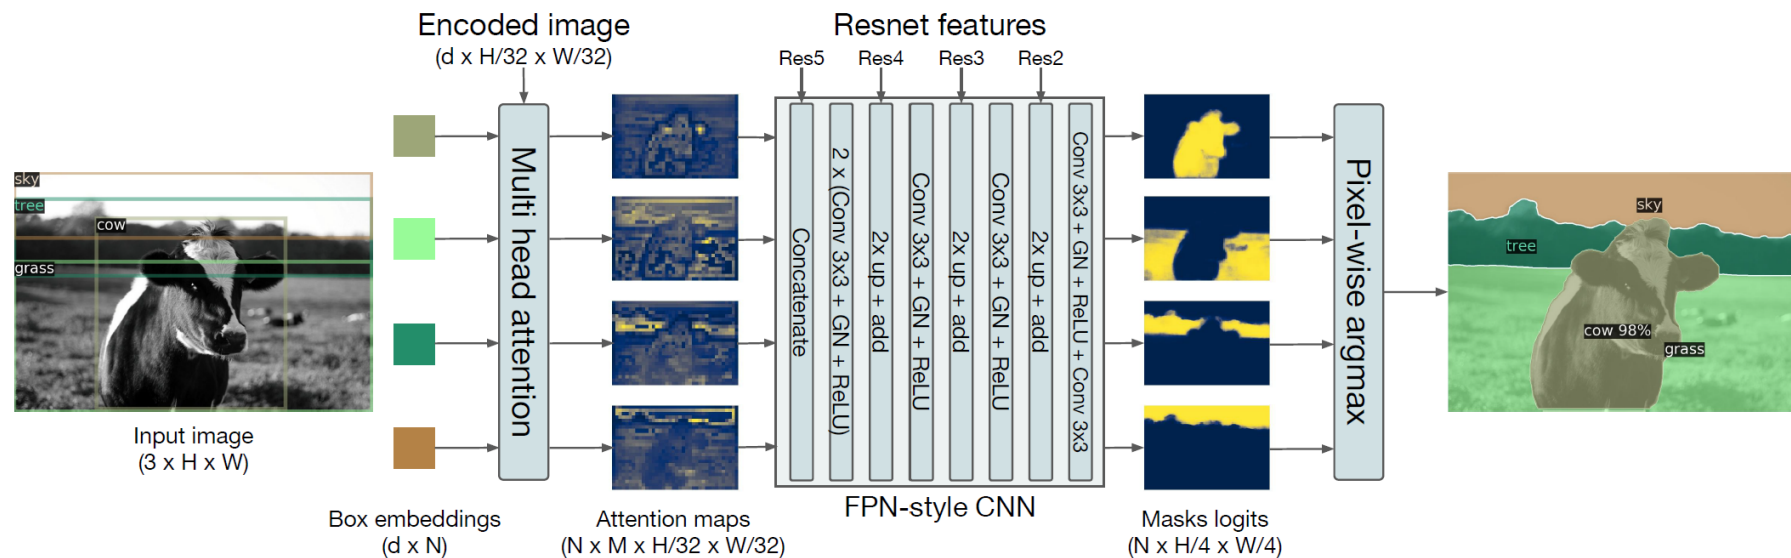 Encoded image
(d x H/32 x W/32)
Resnet features
Res5
Res4
Res3
Res2
sky
tree
cow
grass
Input image
(3 x H x W)
Box embeddings
(d x N)
Multi head attention
Attention maps
(N x M x H/32 x W/32)
Concatenate
2 x (Conv 3x3 + GN + ReLU)
2x up + add
Conv 3x3 + GN + ReLU
2x up + add
Conv 3x3 + GN + ReLU
2x up + add
Conv 3x3 + GN + ReLU + Conv 3x3
FPN-style CNN
Masks logits
(N x H/4 x W/4)
Pixel-wise argmax
sky
tree
cow 98%
grass